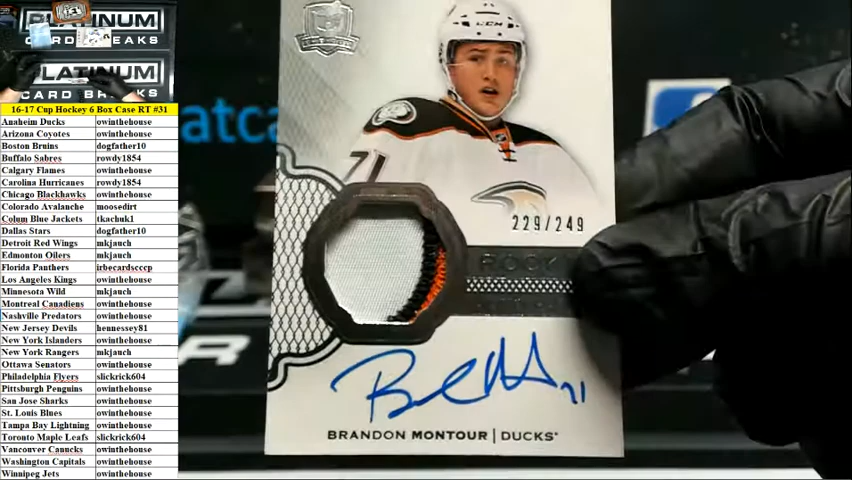 PLATINUM
CARD BREAKS
PLATINUM
CARD BREAKS
16-17 Cup Hockey 6 Box Case RT #31
Anaheim Ducks owinthehouse
Arizona Coyotes owinthehouse
Boston Bruins dogfather10
Buffalo Sabres rowdy1854
Calgary Flames owinthehouse
Carolina Hurricanes rowdy1854
Chicago Blackhawks owinthehouse
Colorado Avalanche moosedirt
Colum Blue Jackets tkachuk1
Dallas Stars dogfather10
Detroit Red Wings mkjauch
Edmonton Oilers mkjauch
Florida Panthers irbecardscccp
Los Angeles Kings owinthehouse
Minnesota Wild mkjauch
Montreal Canadiens owinthehouse
Nashville Predators owinthehouse
New Jersey Devils hennessey81
New York Islanders owinthehouse
New York Rangers mkjauch
Ottawa Senators owinthehouse
Philadelphia Flyers slickrick604
Pittsburgh Penguins owinthehouse
San Jose Sharks owinthehouse
St. Louis Blues owinthehouse
Tampa Bay Lightning owinthehouse
Toronto Maple Leafs slickrick604
Vancouver Canucks owinthehouse
Washington Capitals owinthehouse
Winnipeg Jets owinthehouse
CCM
71
229/249
71
BRANDON MONTOUR | DUCKS